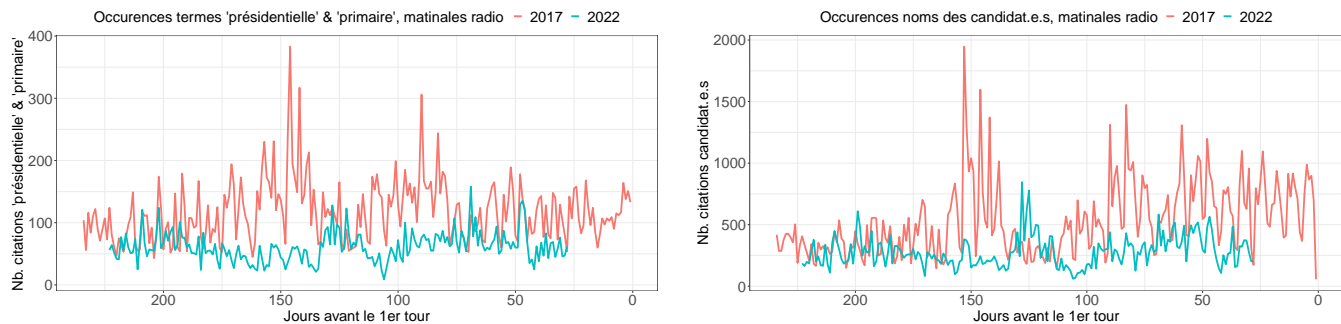 Occurences termes 'présidentielle' & 'primaire', matinales radio 2017 2022
Nb. citations 'présidentielle' & 'primaire'
400
300
200
100
0
200 150 100 50 0
Jours avant le 1er tour
Occurences noms des candidat.e.s, matinales radio 2017 2022
Nb. citations candidat.e.s
2000
1500
1000
500
0
200 150 100 50 0
Jours avant le 1er tour